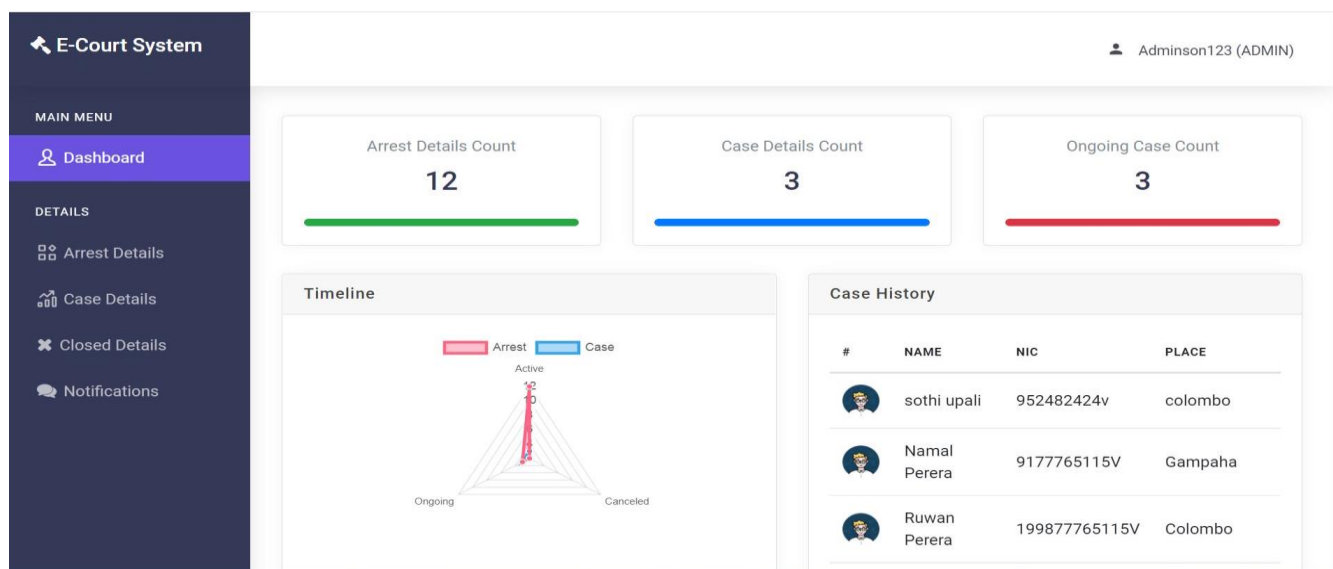 E-Court System
Adminson123 (ADMIN)
MAIN MENU
Dashboard
DETAILS
Arrest Details
Case Details
Closed Details
Notifications
Arrest Details Count
12
Case Details Count
3
Ongoing Case Count
3
Timeline
Arrest Case
Active
12
10
Ongoing Canceled
Case History
# NAME NIC PLACE
sothi upali 952482424v colombo
Namal
Perera 9177765115V Gampaha
Ruwan
Perera 199877765115V Colombo